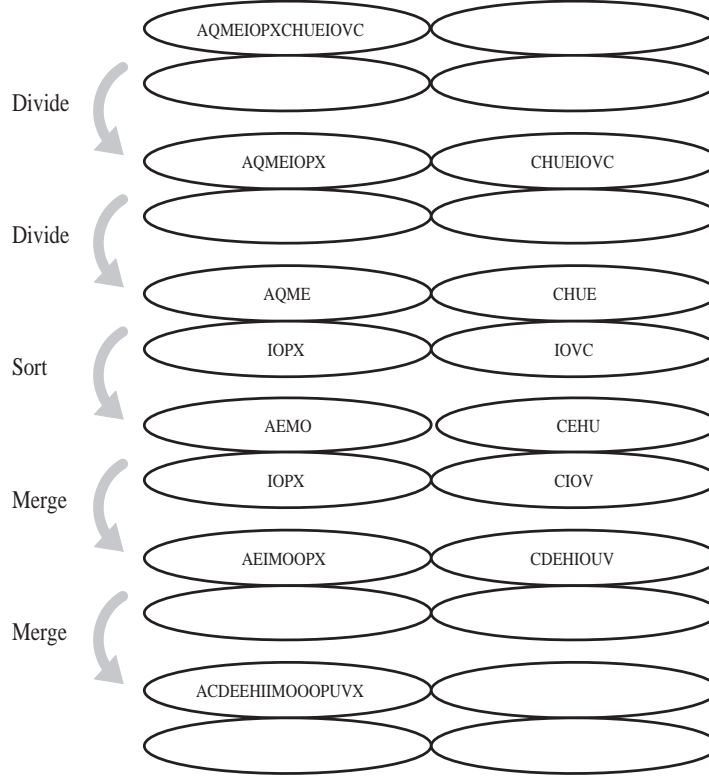 AQMEIOPXCHUEIOVC
Divide
AQMEIOPX CHUEIOVC
Divide
AQME CHUE
IOPX IOVC
Sort
AEMO CEHU
IOPX CIOV
Merge
AEIMOOPX CDEHIOUV
Merge
ACDEEHIIMOOOPUVX